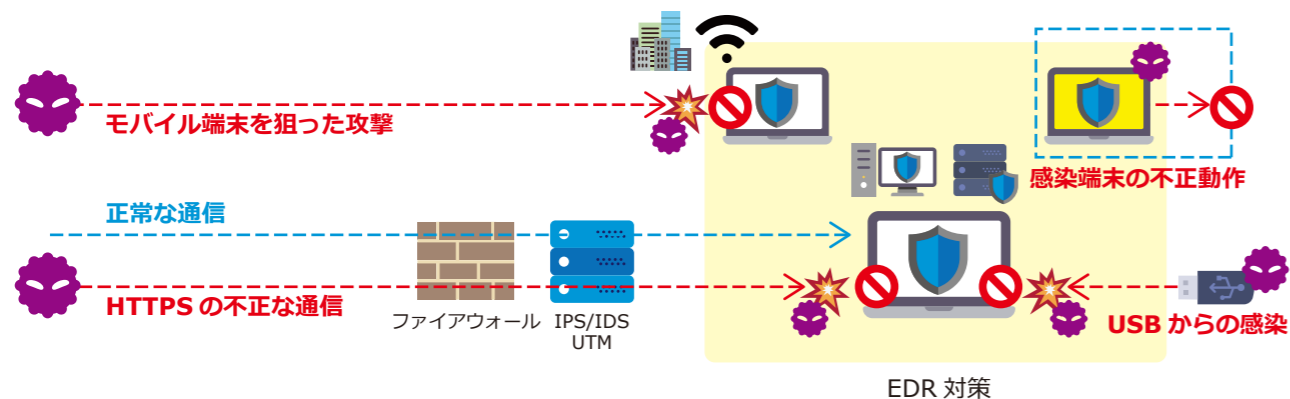 モバイル端末を狙った攻撃
感染端末の不正動作
正常な通信
HTTPS の不正な通信
ファイアウォール
IPS/IDS
UTM
USB からの感染
EDR 対策